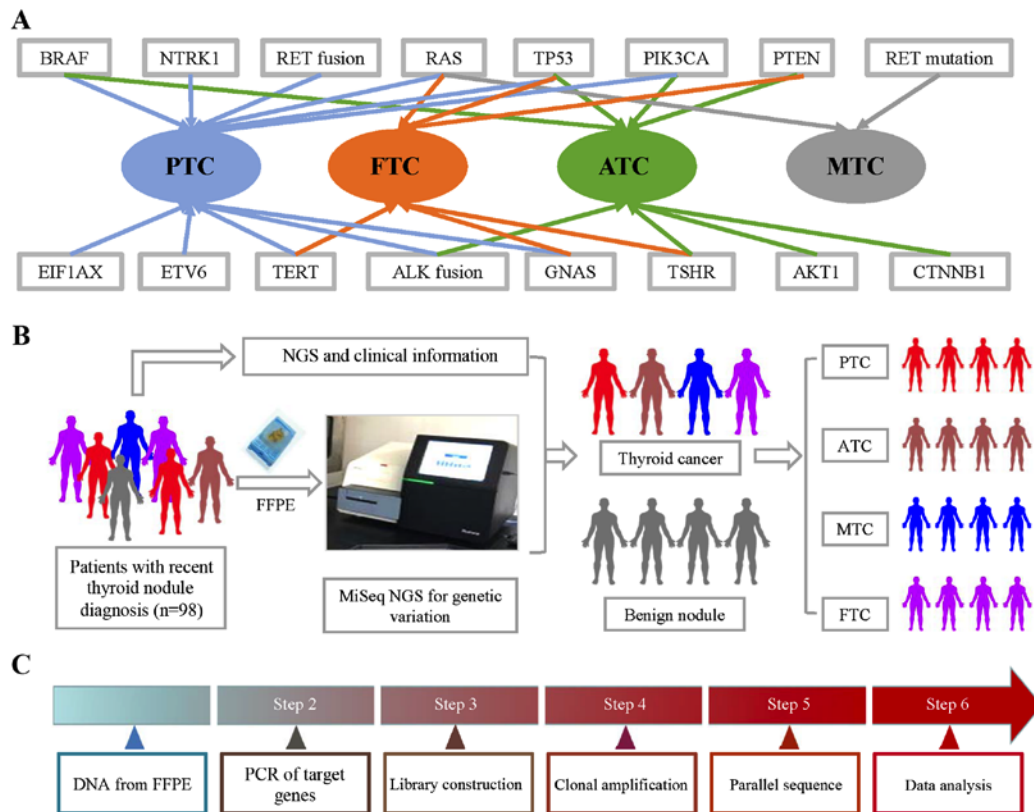 A
BRAF
NTRK1
RET fusion
RAS
TP53
PIK3CA
PTEN
RET mutation
PTC
FTC
ATC
MTC
EIF1AX
ETV6
TERT
ALK fusion
GNAS
TSHR
AKT1
CTNNB1
B
NGS and clinical information
FFPE
Patients with recent
thyroid nodule
diagnosis (n=98)
MiSeq NGS for genetic
variation
Thyroid cancer
Benign nodule
PTC
ATC
MTC
FTC
C
Step 2
Step 3
Step 4
Step 5
Step 6
DNA from FFPE
PCR of target
genes
Library construction
Clonal amplification
Parallel sequence
Data analysis